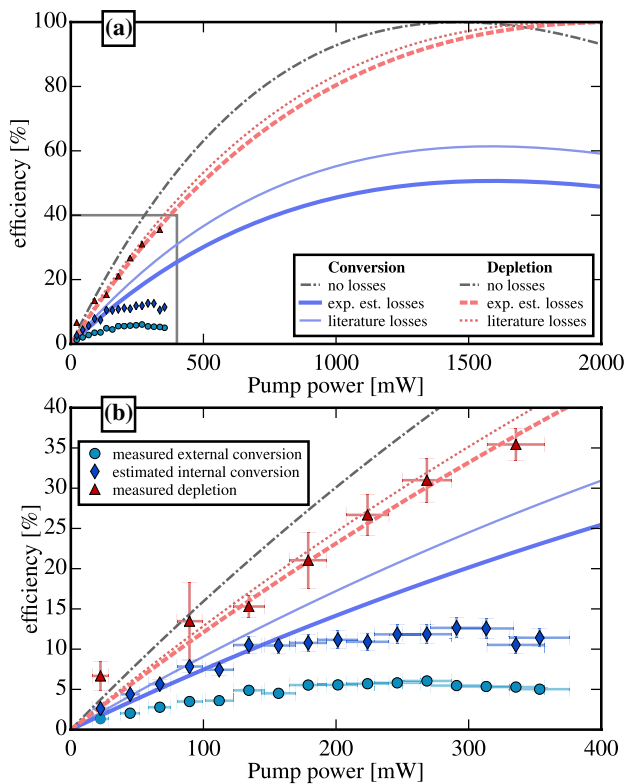 (a)
100
80
60
40
20
0
efficiency [%]
Conversion Depletion
no losses no losses
exp. est. losses exp. est. losses
literature losses literature losses
0 500 1000 1500 2000
Pump power [mW]
(b)
40
35
30
25
20
15
10
5
0
efficiency [%]
measured external conversion
estimated internal conversion
measured depletion
0 100 200 300 400
Pump power [mW]